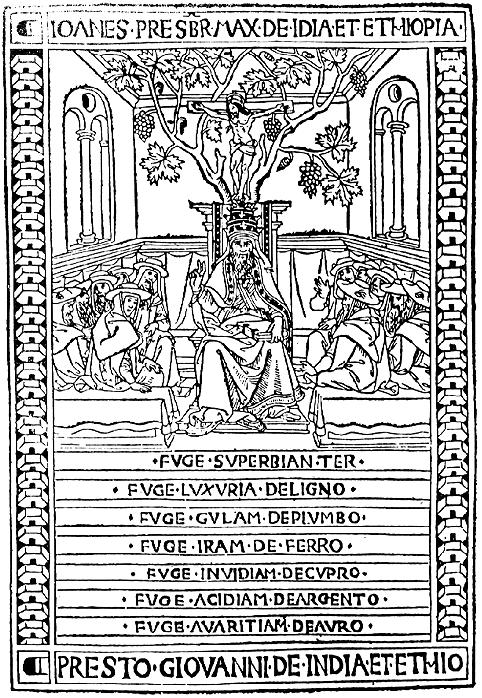 IOANES·PRESBR·MAX·DE·IDIA·ET·ETHIOPIA·
·FVGE·SVPERBIAN·TER·
·FVGE·LVXVRIA·DELIGNO·
·FVGE·GVLAM·DEPIVMBO·
·FVGE·IRAM·DE·FERRO·
·FVGE·INVIDIAM·DECVPRO·
·FVGE·ACIDIAM·DEARGENTO·
·FVGE·AVARITIAM·DEAVRO·
PRESTO·GIOVANNI·DE·INDIA·ET·ETHIO